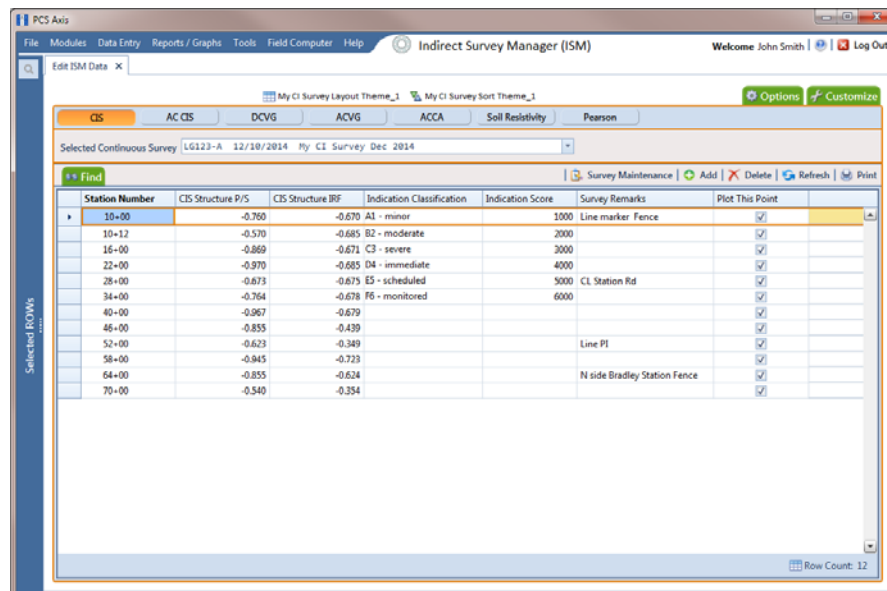 PCS Axis
File Modules Data Entry Reports / Graphs Tools Field Computer Help Indirect Survey Manager (ISM) Welcome John Smith | | Log Out
Edit ISM Data X
My CI Survey Layout Theme_1 My CI Survey Sort Theme_1 Options Customize
CIS AC CIS DCVG ACVG ACCA Soil Resistivity Pearson
Selected Continuous Survey LG123-A 12/10/2014 My CI Survey Dec 2014
Find | Survey Maintenance | Add | Delete | Refresh | Print
Station Number CIS Structure P/S CIS Structure IRF Indication Classification Indication Score Survey Remarks Plot This Point
10+00 -0.760 -0.670 A1 - minor 1000 Line marker Fence
10+12 -0.570 -0.685 B2 - moderate 2000
16+00 -0.869 -0.671 C3 - severe 3000
22+00 -0.970 -0.685 D4 - immediate 4000
28+00 -0.673 -0.675 E5 - scheduled 5000 CL Station Rd
34+00 -0.764 -0.678 F6 - monitored 6000
40+00 -0.967 -0.679
46+00 -0.855 -0.439
52+00 -0.623 -0.349 Line PI
58+00 -0.945 -0.723
64+00 -0.855 -0.624 N side Bradley Station Fence
70+00 -0.540 -0.354
Selected ROWs
Row Count: 12